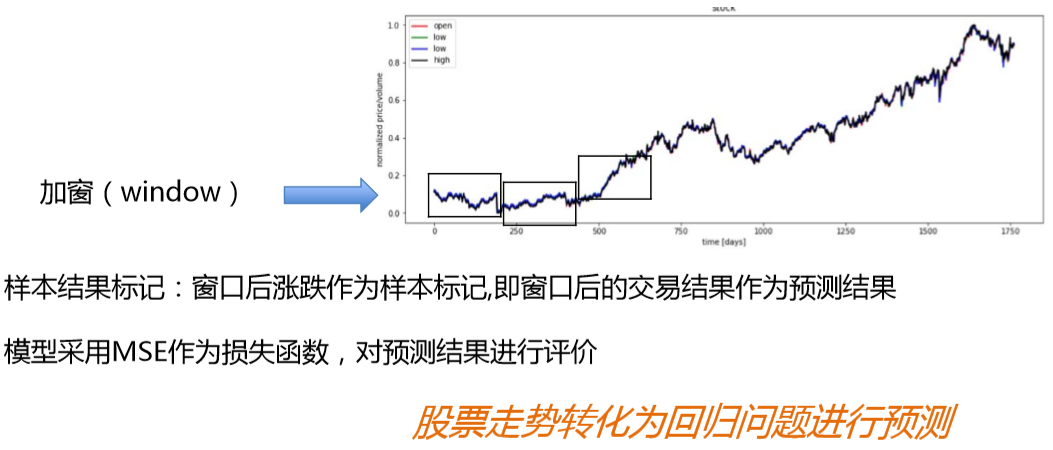 stock
open
low
low
high
1.0
0.8
0.6
0.4
0.2
0.0
normalized price/volume
0 250 500 750 1000 1250 1500 1750
time [days]
加窗（window）
样本结果标记：窗口后涨跌作为样本标记,即窗口后的交易结果作为预测结果
模型采用MSE作为损失函数，对预测结果进行评价
股票走势转化为回归问题进行预测